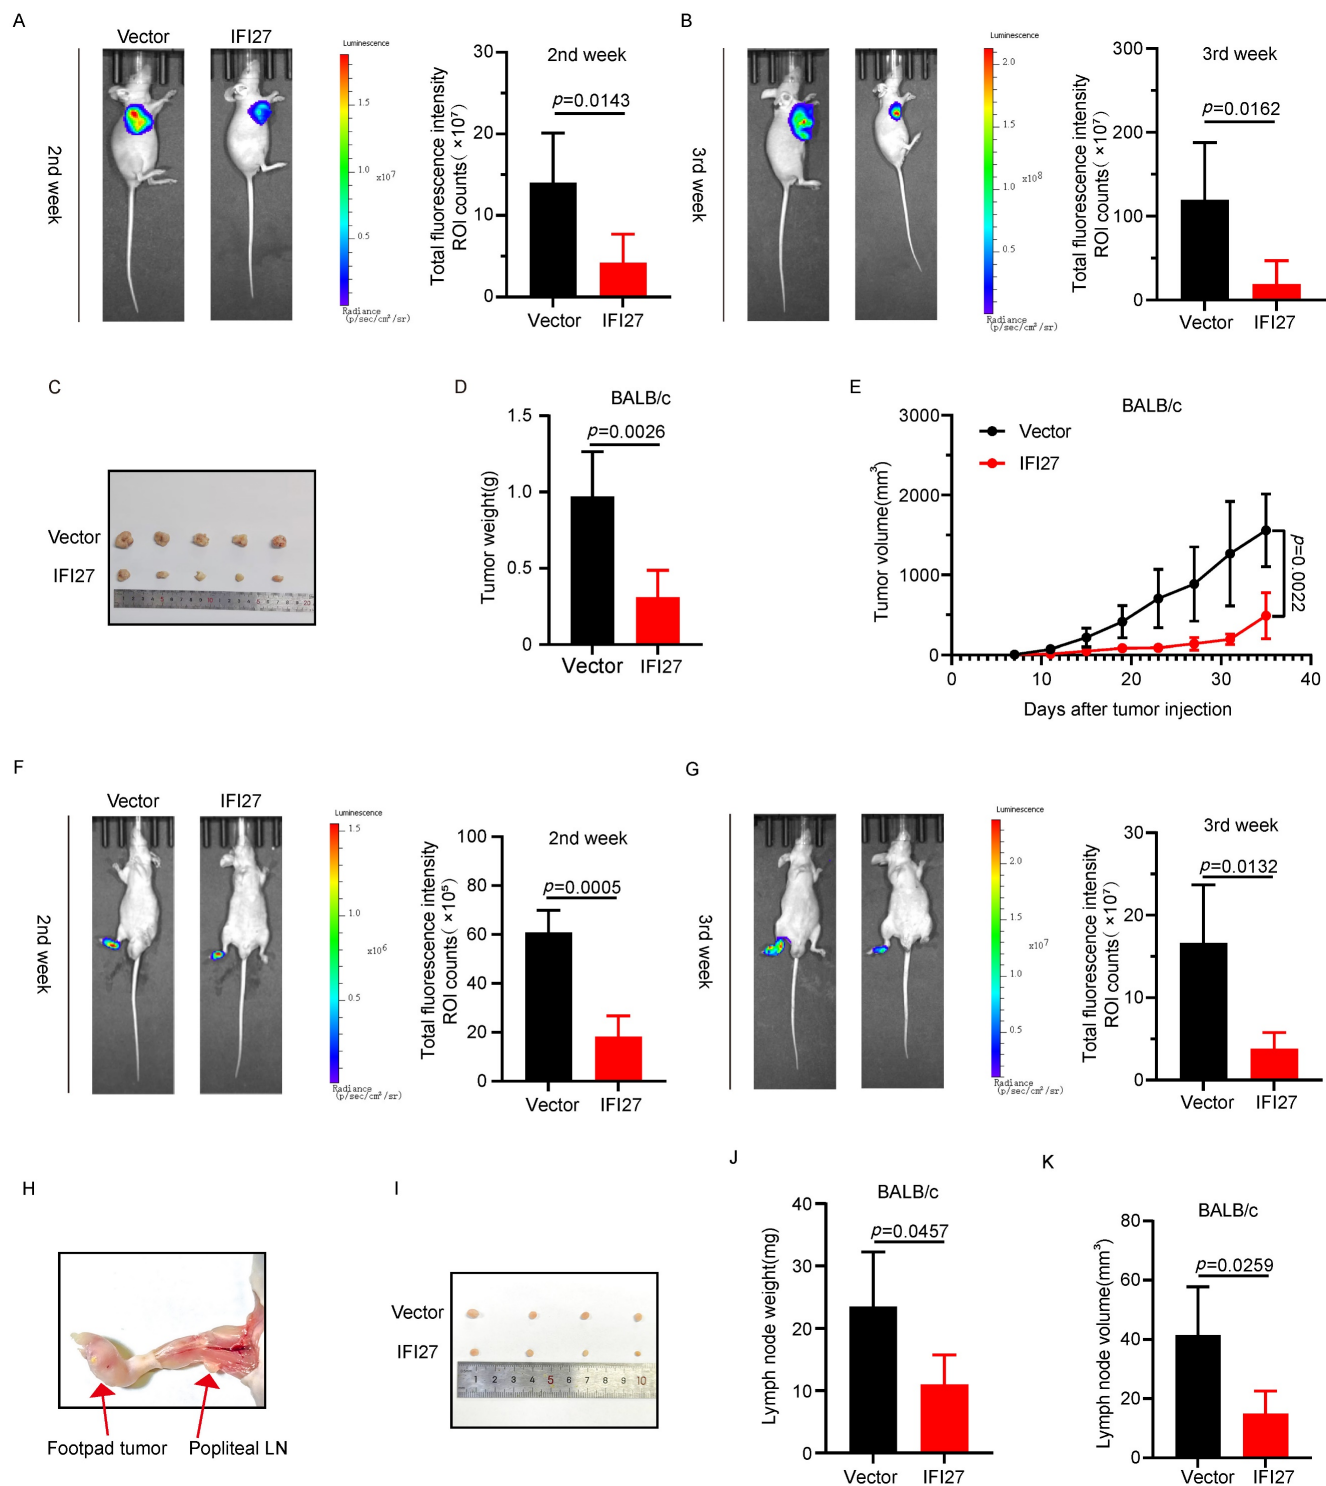 A
Vector
IFI27
2nd week
Luminescence
1.5
1.0
x10⁷
0.5
Radiance
(p/sec/cm²/sr)
Total fluorescence intensity
ROI counts( ×10⁷)
30
20
10
0
2nd week
p=0.0143
Vector
IFI27
B
3rd week
Luminescence
2.0
1.5
1.0
x10⁸
0.5
Radiance
(p/sec/cm²/sr)
Total fluorescence intensity
ROI counts( ×10⁷)
300
200
100
0
3rd week
p=0.0162
Vector
IFI27
C
Vector
IFI27
D
BALB/c
p=0.0026
Tumor weight(g)
1.5
1.0
0.5
0
Vector
IFI27
E
BALB/c
Vector
IFI27
Tumor volume(mm³)
3000
2000
1000
0
p=0.0022
0
10
20
30
40
Days after tumor injection
F
Vector
IFI27
2nd week
Luminescence
1.5
1.0
x10⁶
0.5
Radiance
(p/sec/cm²/sr)
Total fluorescence intensity
ROI counts( ×10⁵)
100
80
60
40
20
0
2nd week
p=0.0005
Vector
IFI27
G
3rd week
Luminescence
2.0
1.5
x10⁷
1.0
0.5
Radiance
(p/sec/cm²/sr)
Total fluorescence intensity
ROI counts( ×10⁷)
30
20
10
0
3rd week
p=0.0132
Vector
IFI27
H
Footpad tumor
Popliteal LN
I
Vector
IFI27
1 2 3 4 5 6 7 8 9 10
J
BALB/c
p=0.0457
Lymph node weight(mg)
40
30
20
10
0
Vector
IFI27
K
BALB/c
p=0.0259
Lymph node volume(mm³)
80
60
40
20
0
Vector
IFI27